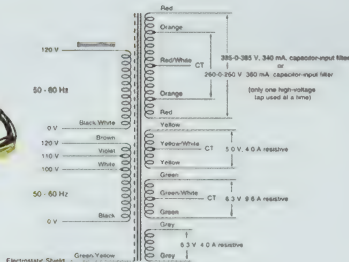 Red
Orange
120 V
Red/White
CT
385-0-385 V, 340 mA, capacitor-input filter
or
260-0-260 V 360 mA capacitor-input filter
50 - 60 Hz
Orange
(only one high-voltage
tap used at a time)
Red
0 V
Black/White
Yellow
120 V
Brown
Violet
110 V
Yellow/White
CT
5 0 V, 4 0 A resistive
White
100 V
Yellow
Green
50 - 60 Hz
Green/White
CT
6 3 V
A resistive
0 V
Black
Green
Gray
6 3 V 4 0 A resistive
Electrostatic Shield
Green/Yellow
Gray